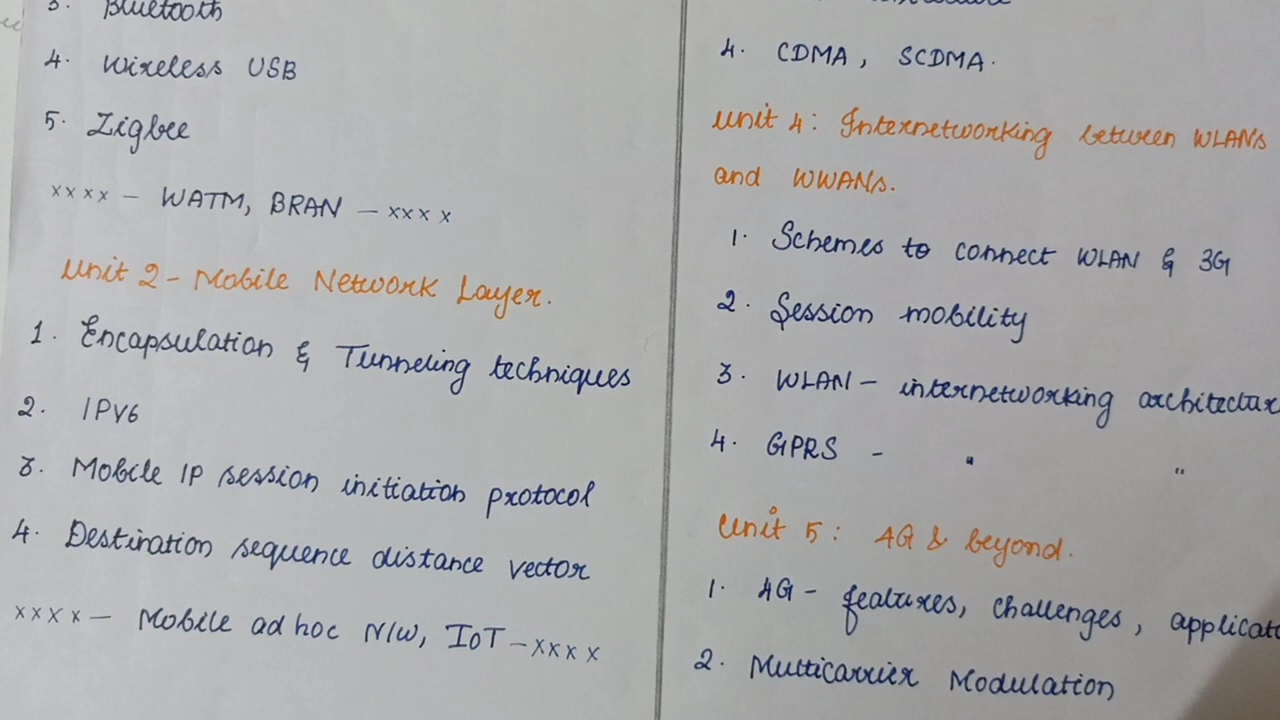 3. Bluetooth
4. Wireless USB
5. Zigbee
xxxx - WATM, BRAN - xxxx
Unit 2 - Mobile Network Layer.
1. Encapsulation & Tunneling techniques
2. IPv6
3. Mobile IP session initiation protocol
4. Destination sequence distance vector
xxxx - Mobile ad hoc N/W, IoT - xxxx
4. CDMA, SCDMA.
Unit 4: Internetworking between WLANs
and WWANs.
1. Schemes to connect WLAN & 3G
2. Session mobility
3. WLAN - internetworking architectur
4. GPRS - " "
Unit 5: 4G & beyond.
1. 4G - features, challenges, applicat
2. Multicarrier Modulation